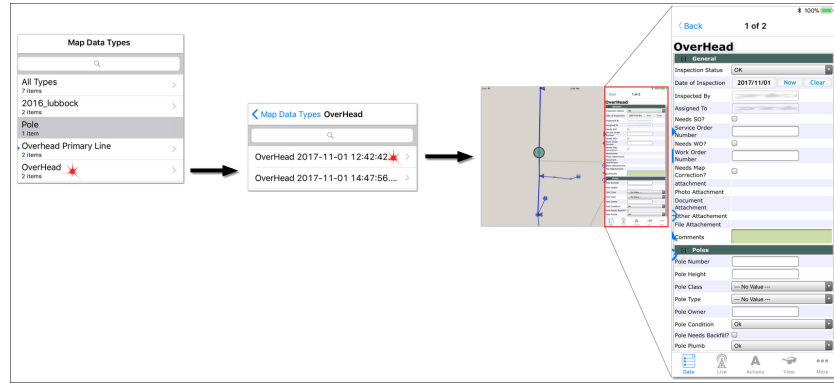 Map Data Types
All Types
7 items
2016_lubbock
2 items
Pole
1 item
Overhead Primary Line
2 items
OverHead
2 items
Map Data Types OverHead
OverHead 2017-11-01 12:42:42
OverHead 2017-11-01 14:47:56....
Back 1 of 2
OverHead
100%
Back 1 of 2
OverHead
General
Inspection Status OK
Date of Inspection 2017/11/01 Now Clear
Inspected By
Assigned To
Needs SO?
Service Order
Number
Needs WO?
Work Order
Number
Needs Map
Correction?
attachment
Photo Attachment
Document
Attachment
Other Attachement
File Attachement
Comments
Poles
Pole Number
Pole Height
Pole Class --- No Value ---
Pole Type --- No Value ---
Pole Owner
Pole Condition Ok
Pole Needs Backfill?
Pole Plumb Ok
Data Live Actions View More